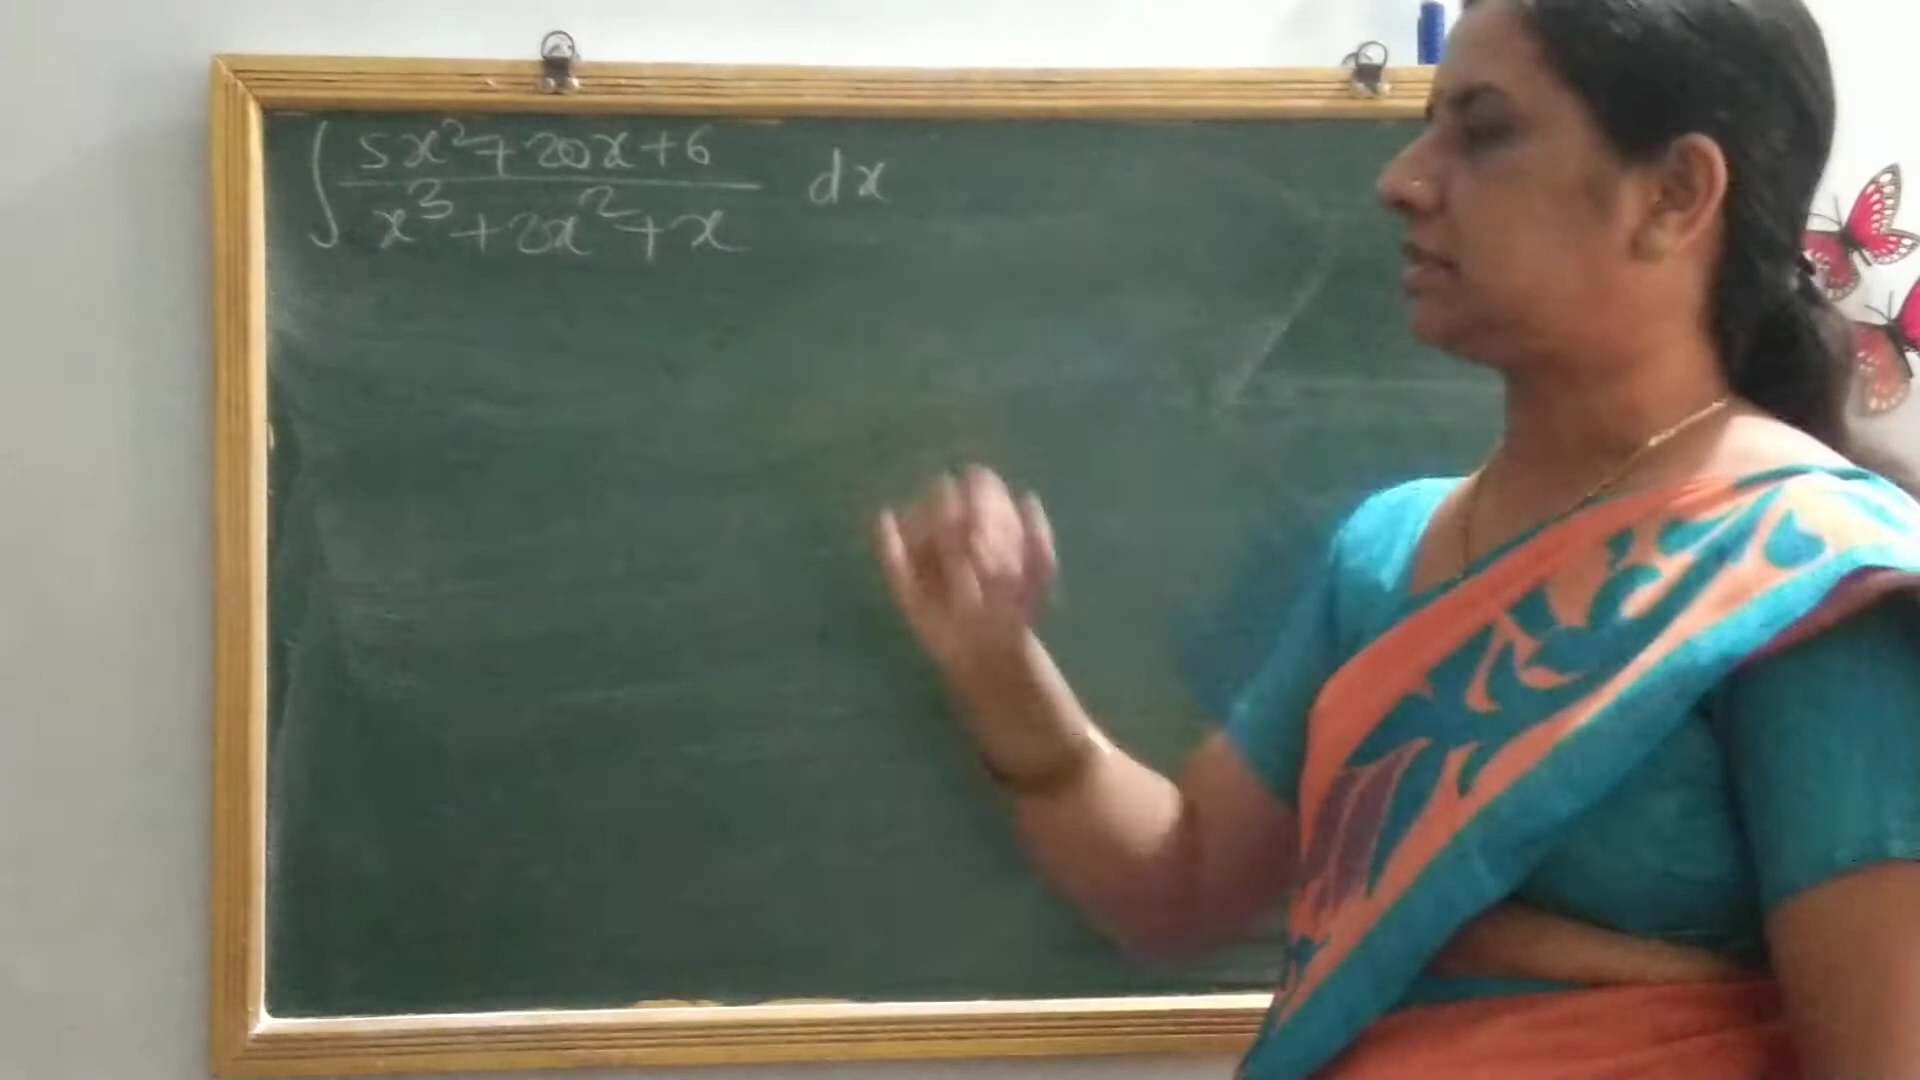 ∫ (5x² + 20x + 6)/(x³ + 2x² + x) dx